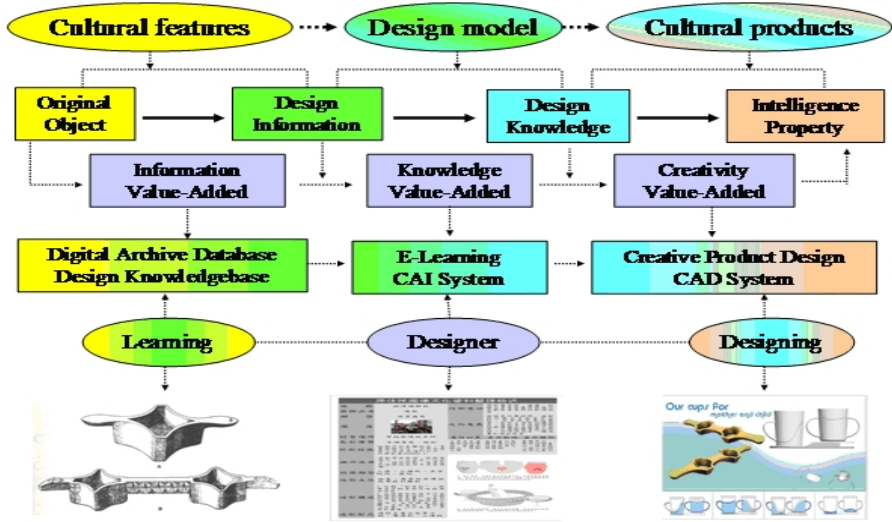 Cultural features
Design model
Cultural products
Original
Object
Design
Information
Design
Knowledge
Intelligence
Property
Information
Value-Added
Knowledge
Value-Added
Creativity
Value-Added
Digital Archive Database
Design Knowledgebase
E-Learning
CAI System
Creative Product Design
CAD System
Learning
Designer
Designing
Our cups For
mother and child